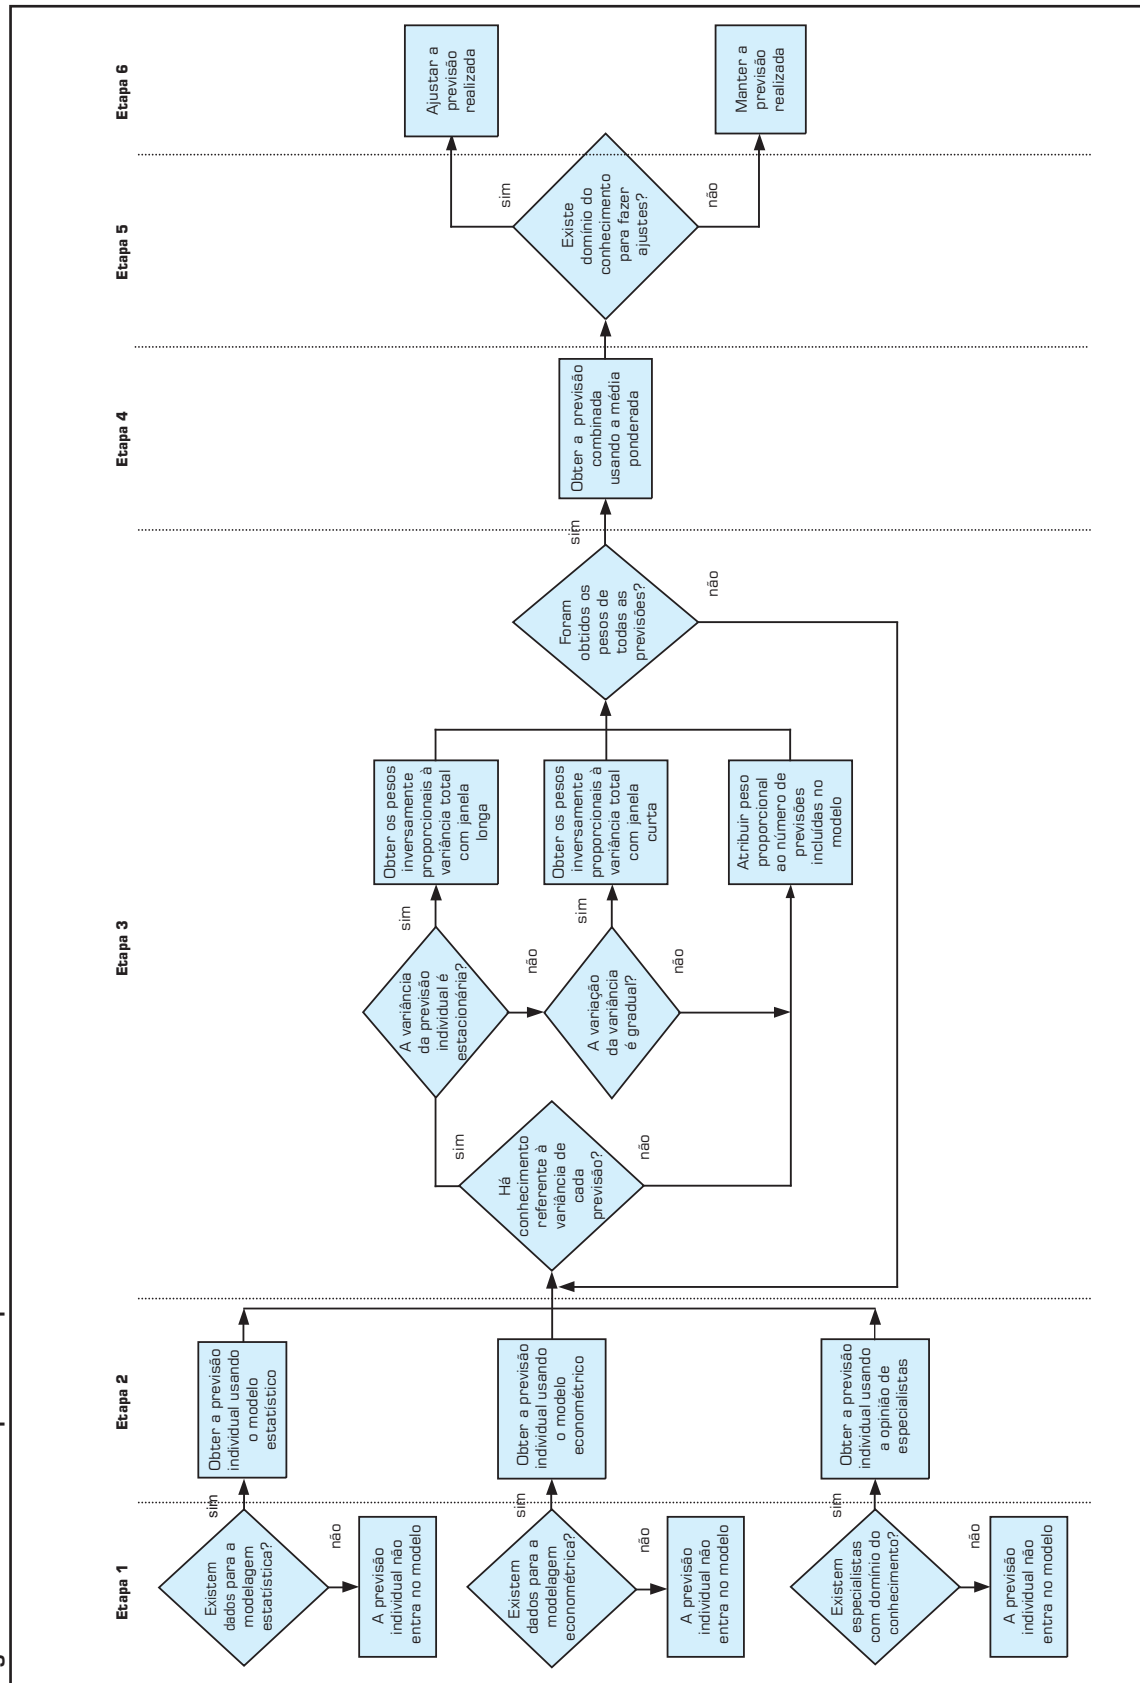 Etapa 1
Etapa 2
Etapa 3
Etapa 4
Etapa 5
Etapa 6
Existem
dados para a
modelagem
estatística?
sim
não
A previsão
individual não
entra no modelo
Existem
dados para a
modelagem
econométrica?
sim
não
A previsão
individual não
entra no modelo
Existem
especialistas
com domínio do
conhecimento?
sim
não
A previsão
individual não
entra no modelo
Obter a previsão
individual usando
o modelo
estatístico
Obter a previsão
individual usando
o modelo
econométrico
Obter a previsão
individual usando
a opinião de
especialistas
Há
conhecimento
referente à
variância de
cada
previsão?
sim
não
A variância
da previsão
individual é
estacionária?
sim
não
A variação
da variância
é gradual?
sim
não
Obter os pesos
inversamente
proporcionais à
variância total
com janela
longa
Obter os pesos
inversamente
proporcionais à
variância total
com janela
curta
Atribuir peso
proporcional
ao número de
previsões
incluídas no
modelo
Foram
obtidos os
pesos de
todas as
previsões?
sim
não
Obter a previsão
combinada
usando a média
ponderada
Existe
domínio do
conhecimento
para fazer
ajustes?
sim
não
Ajustar a
previsão
realizada
Manter a
previsão
realizada